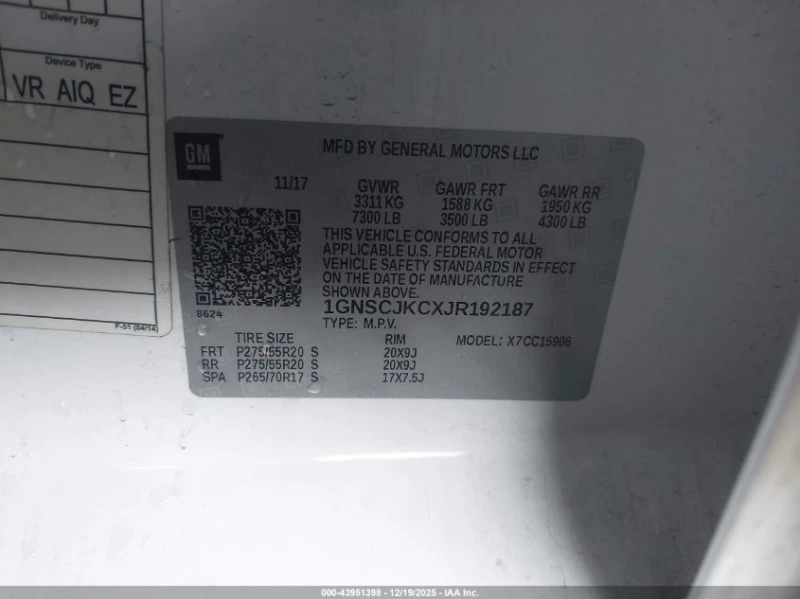 Delivery Day
Device Type
VR AIQ EZ
F-51 (04/14)
GM
MFD BY GENERAL MOTORS LLC
11/17 GVWR GAWR FRT GAWR RR
3311 KG 1588 KG 1950 KG
7300 LB 3500 LB 4300 LB
THIS VEHICLE CONFORMS TO ALL
APPLICABLE U.S. FEDERAL MOTOR
VEHICLE SAFETY STANDARDS IN EFFECT
ON THE DATE OF MANUFACTURE
SHOWN ABOVE.
8624
1GNSCJKCXJR192187
TYPE: M.P.V.
MODEL: X7CC15906
TIRE SIZE RIM
FRT P275/55R20 S 20X9J
RR P275/55R20 S 20X9J
SPA P265/70R17 S 17X7.5J
000-43951398 - 12/19/2025 - IAA Inc.